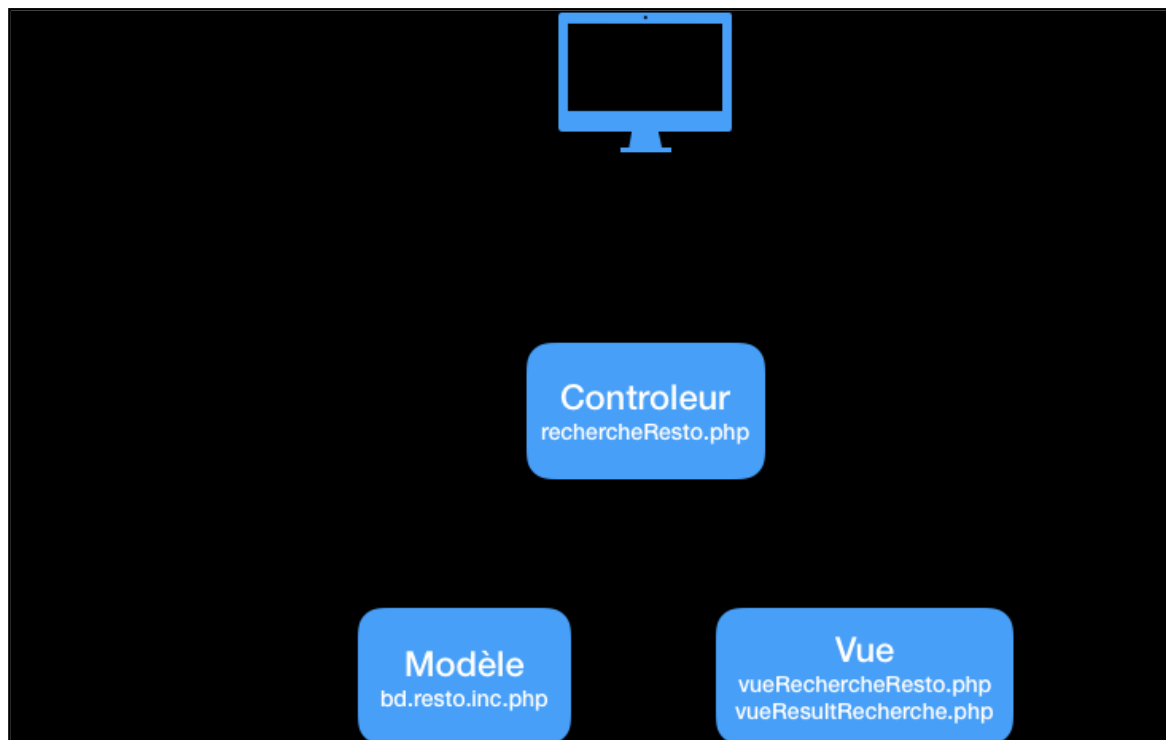 Controleur
rechercheResto.php
Modèle
bd.resto.inc.php
Vue
vueRechercheResto.php
vueResultRecherche.php